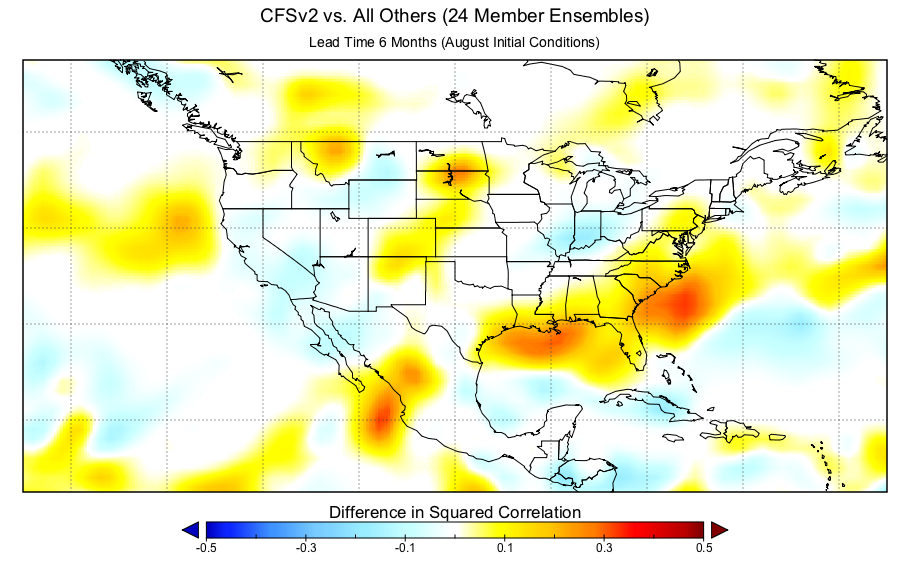 CFSv2 vs. All Others (24 Member Ensembles)
Lead Time 6 Months (August Initial Conditions)
Difference in Squared Correlation
-0.5 -0.3 -0.1 0.1 0.3 0.5